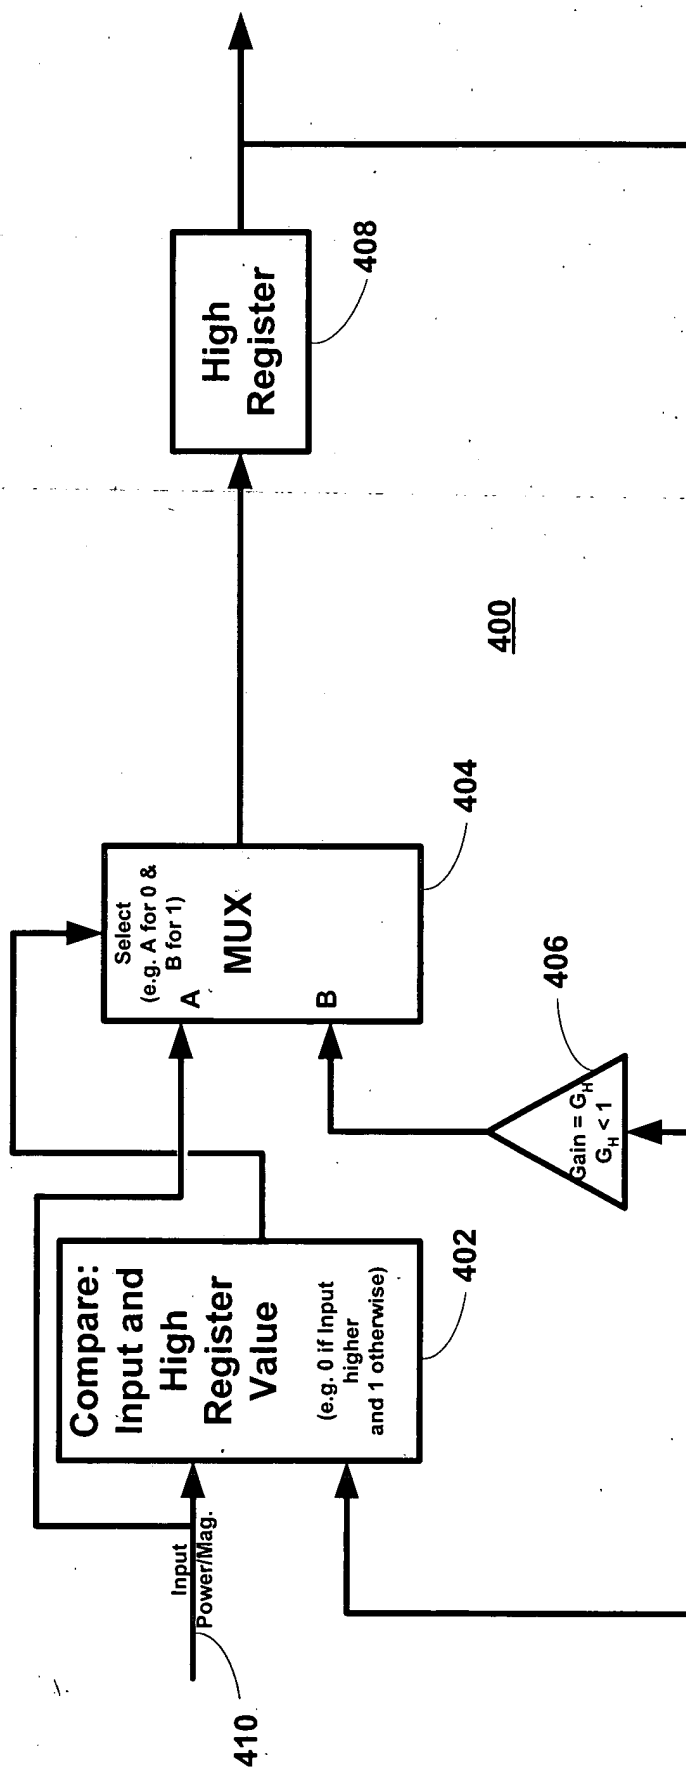 Input
Power/Mag.
410
Compare:
Input and
High
Register
Value
(e.g. 0 if Input
higher
and 1 otherwise)
402
Select
(e.g. A for 0 &
B for 1)
A
MUX
B
404
Gain = G_H
G_H < 1
406
High
Register
408
400